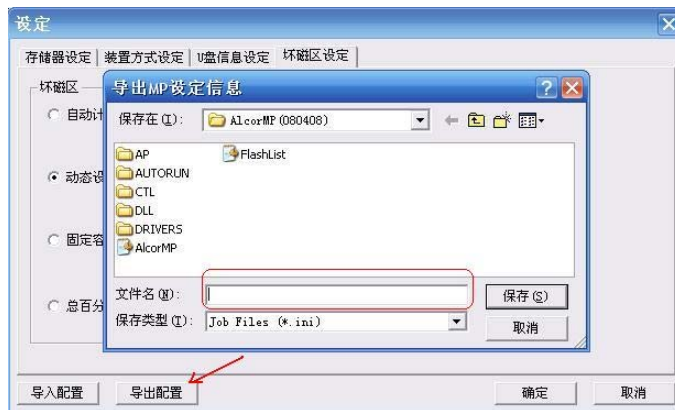 设定
存储器设定 装置方式设定 U盘信息设定 坏磁区设定
坏磁区
自动计
动态设
固定容
总百分
导出MP设定信息
保存在(I): AlcorMP(080408)
AP
AUTORUN
CTL
DLL
DRIVERS
AlcorMP
FlashList
文件名(N):
保存(S)
保存类型(T): Job Files (*.ini)
取消
导入配置 导出配置 确定 取消